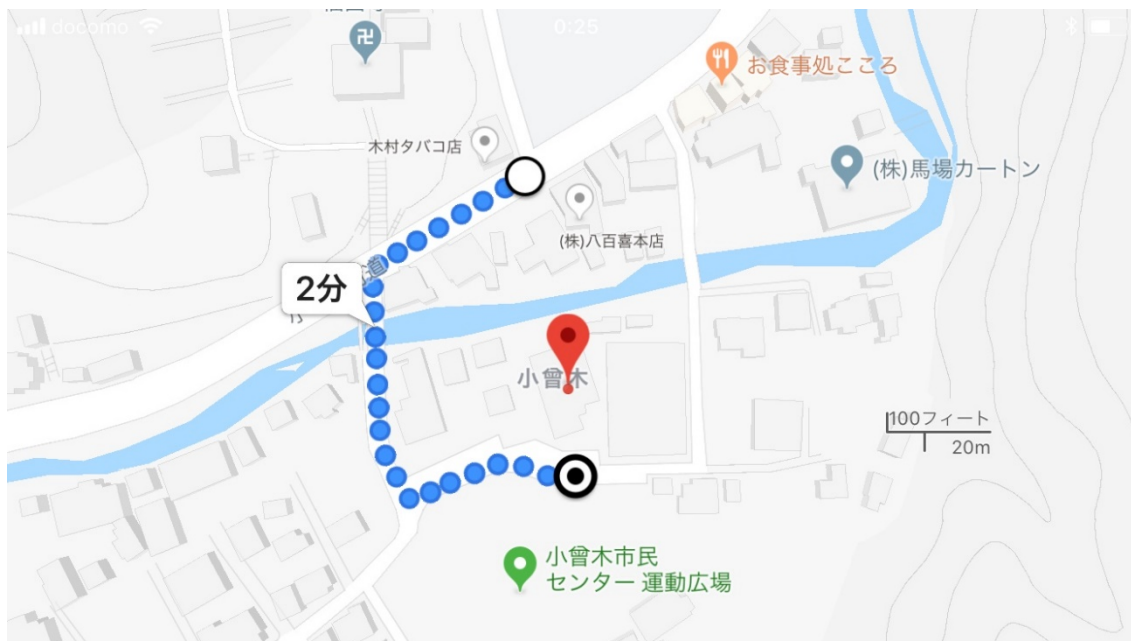 docomo
0:25
お食事処こころ
木村タバコ店
(株)馬場カートン
(株)八百喜本店
道
2分
小曾木
100フィート
20m
小曾木市民
センター 運動広場